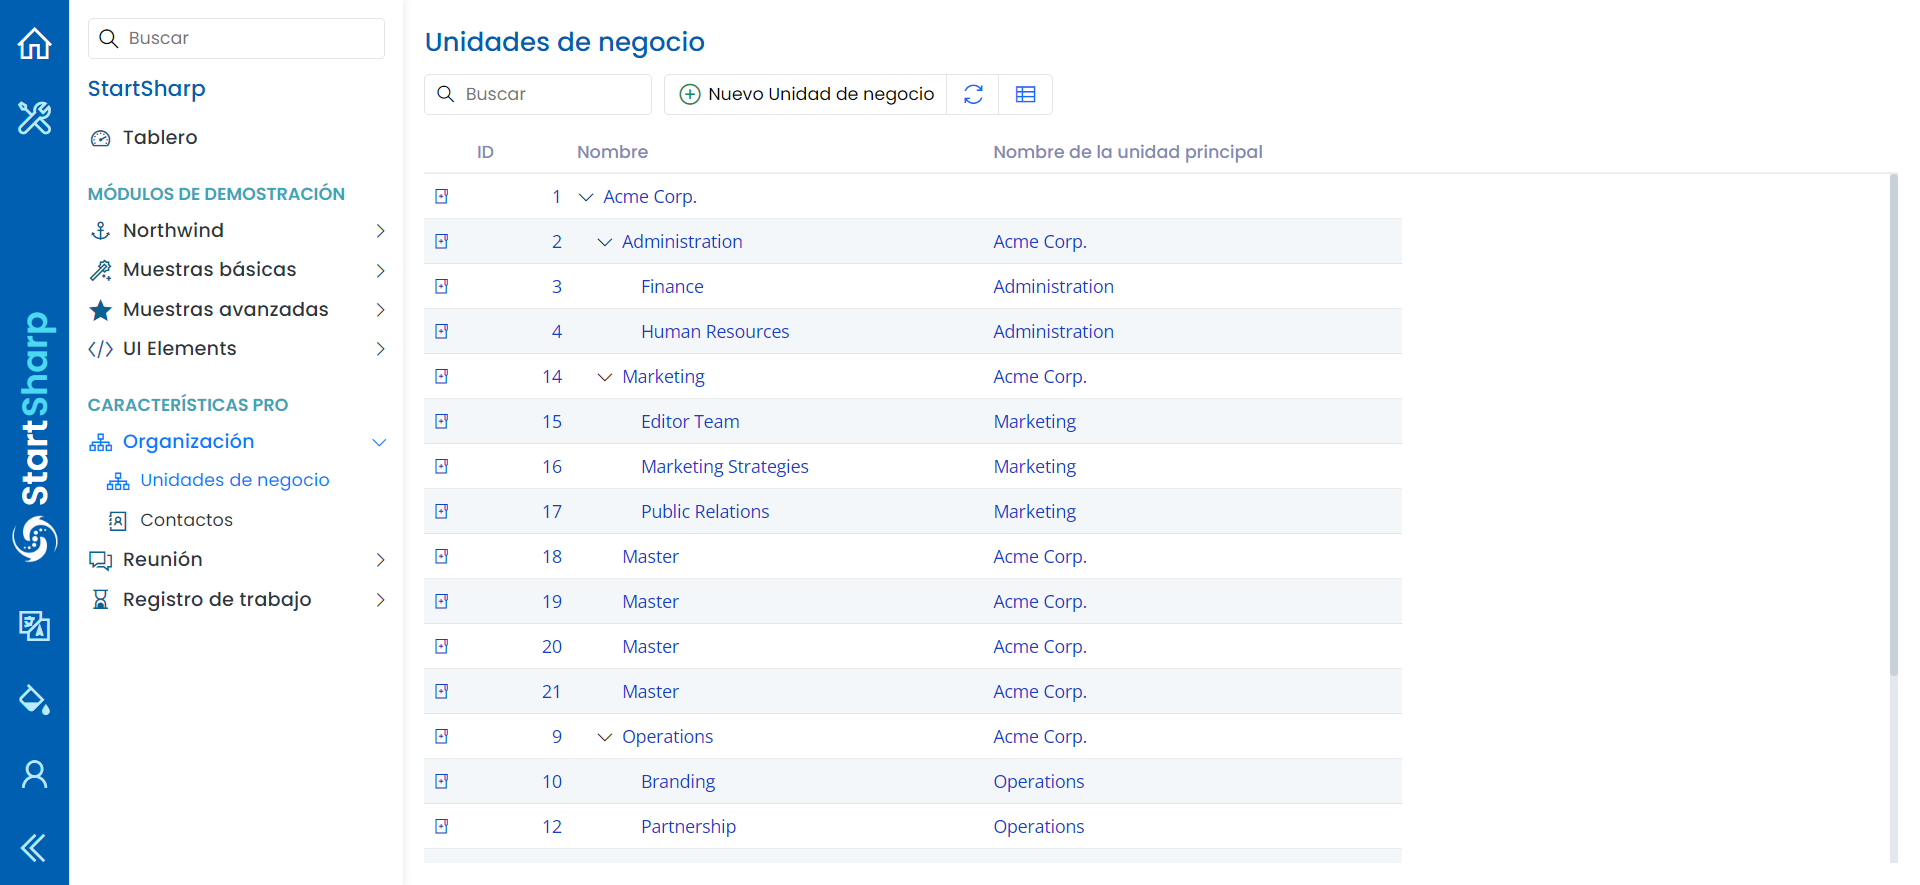 StartSharp
Buscar
StartSharp
Tablero
MÓDULOS DE DEMOSTRACIÓN
Northwind
Muestras básicas
Muestras avanzadas
UI Elements
CARACTERÍSTICAS PRO
Organización
Unidades de negocio
Contactos
Reunión
Registro de trabajo
Unidades de negocio
Buscar
Nuevo Unidad de negocio
ID Nombre Nombre de la unidad principal
1 Acme Corp.
2 Administration Acme Corp.
3 Finance Administration
4 Human Resources Administration
14 Marketing Acme Corp.
15 Editor Team Marketing
16 Marketing Strategies Marketing
17 Public Relations Marketing
18 Master Acme Corp.
19 Master Acme Corp.
20 Master Acme Corp.
21 Master Acme Corp.
9 Operations Acme Corp.
10 Branding Operations
12 Partnership Operations